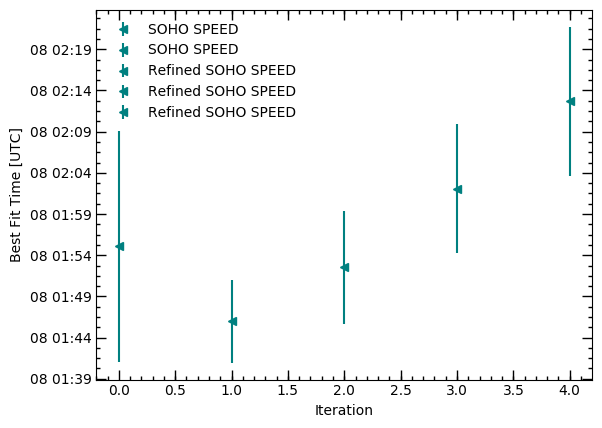 SOHO SPEED
SOHO SPEED
Refined SOHO SPEED
Refined SOHO SPEED
Refined SOHO SPEED
Best Fit Time [UTC]
08 02:19
08 02:14
08 02:09
08 02:04
08 01:59
08 01:54
08 01:49
08 01:44
08 01:39
0.0 0.5 1.0 1.5 2.0 2.5 3.0 3.5 4.0
Iteration